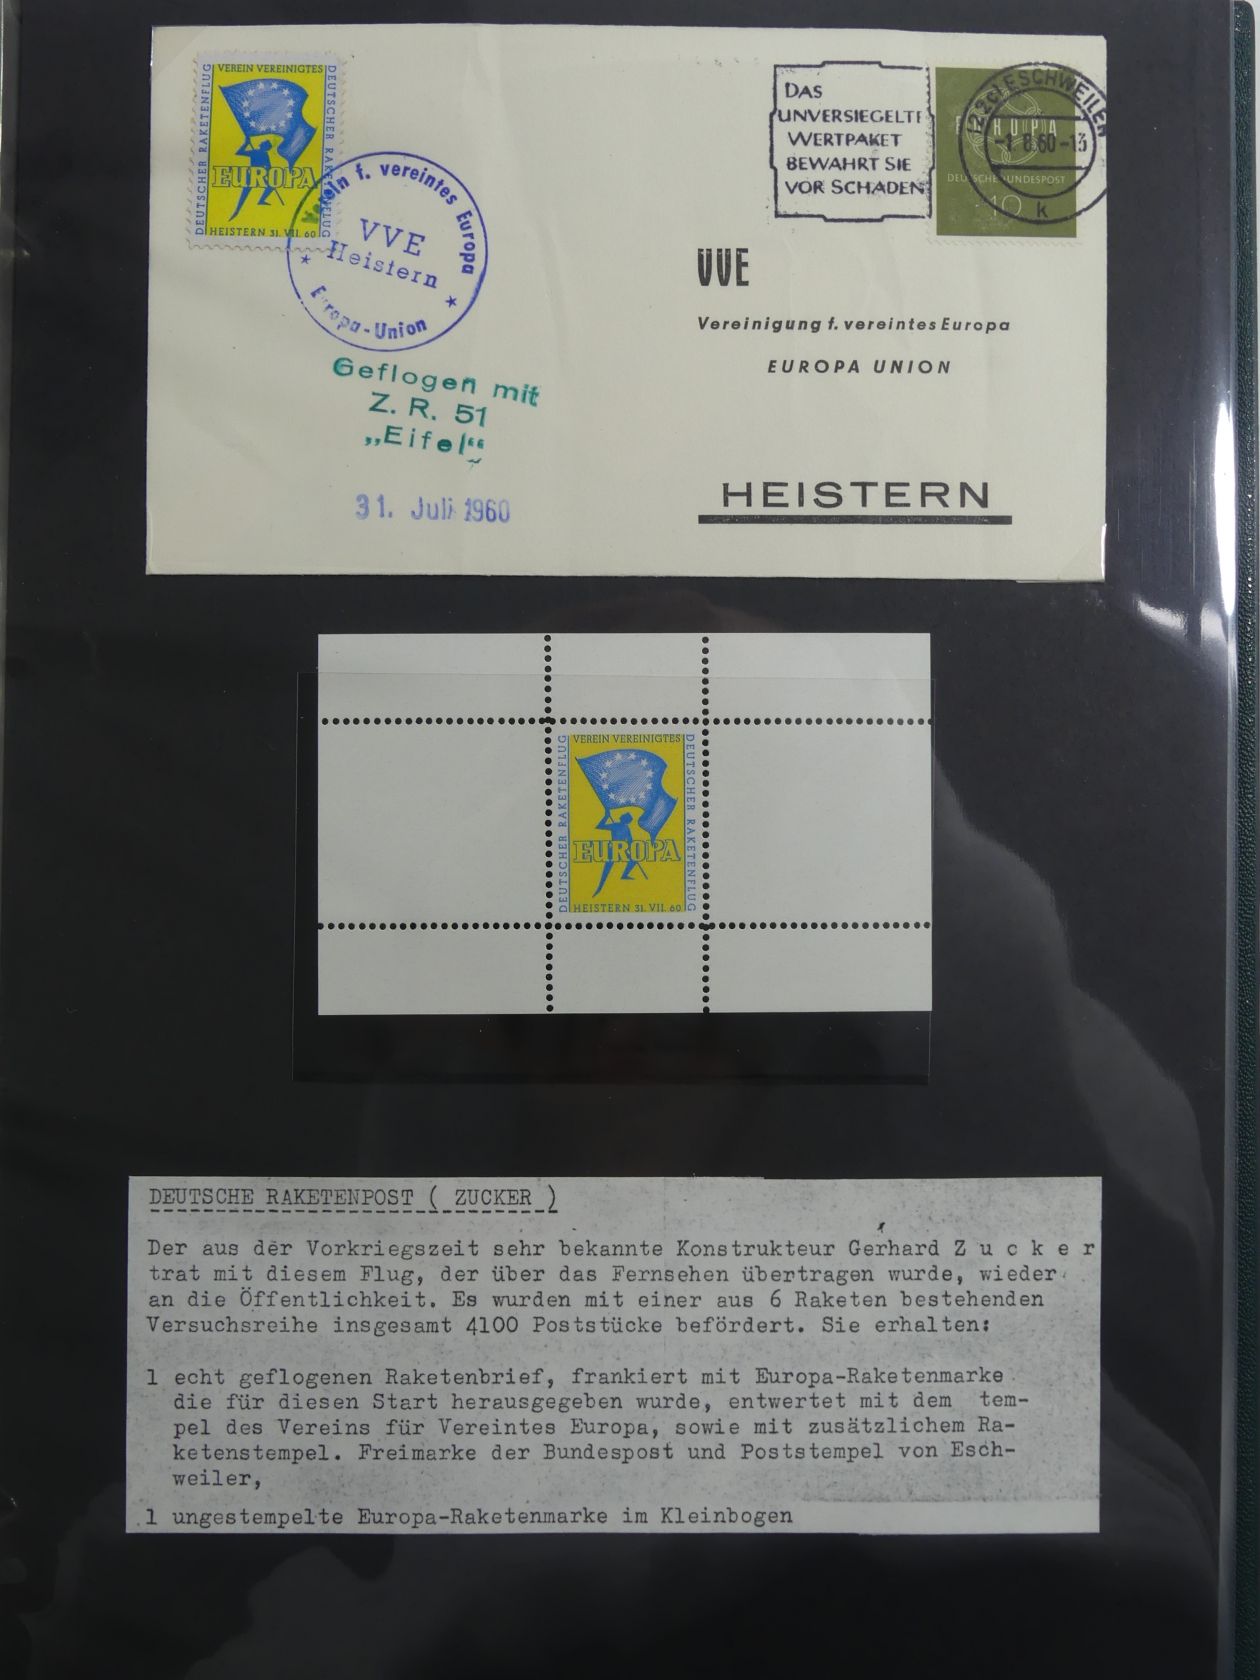 VEREIN VEREINIGTES
DEUTSCHER RAKETENFLUG
DEUTSCHER RAKETENFLUG
EUROPA
HEISTERN 31. VII. 60
Verein f. vereintes Europa
VVE
Heistern
Europa-Union
DAS
UNVERSIEGELTE
WERTPAKET
BEWAHRT SIE
VOR SCHADEN
ESCHWEILER
-1.8.60-13
k
EUROPA
DEUTSCHE BUNDESPOST
10
VVE
Vereinigung f. vereintes Europa
EUROPA UNION
HEISTERN
Geflogen mit
Z. R. 51
„Eifel“
31. Juli 1960
VEREIN VEREINIGTES
DEUTSCHER RAKETENFLUG
DEUTSCHER RAKETENFLUG
EUROPA
HEISTERN 31. VII. 60
DEUTSCHE RAKETENPOST ( ZUCKER )
Der aus der Vorkriegszeit sehr bekannte Konstrukteur Gerhard Z u c k e r
trat mit diesem Flug, der über das Fernsehen übertragen wurde, wieder
an die Öffentlichkeit. Es wurden mit einer aus 6 Raketen bestehenden
Versuchsreihe insgesamt 4100 Poststücke befördert. Sie erhalten:
1 echt geflogenen Raketenbrief, frankiert mit Europa-Raketenmarke
die für diesen Start herausgegeben wurde, entwertet mit dem tem-
pel des Vereins für Vereintes Europa, sowie mit zusätzlichem Ra-
ketenstempel. Freimarke der Bundespost und Poststempel von Esch-
weiler,
1 ungestempelte Europa-Raketenmarke im Kleinbogen